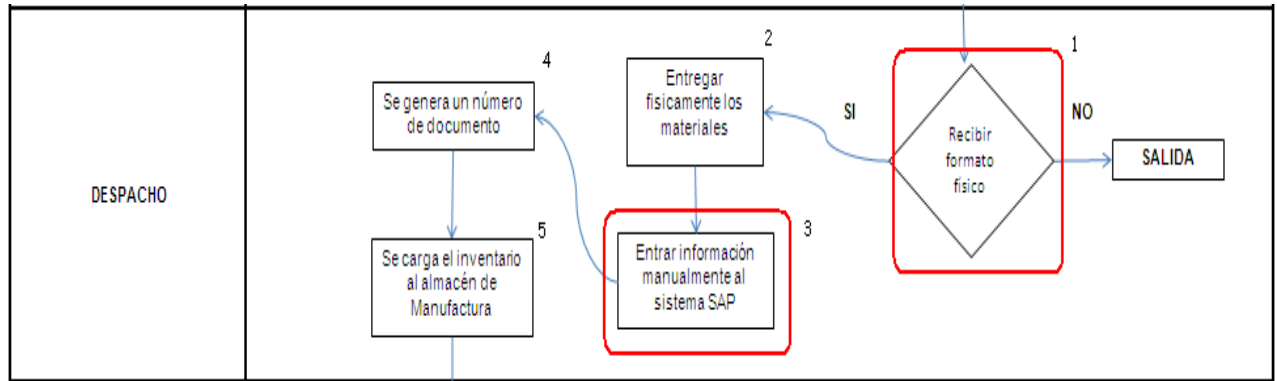 DESPACHO
1
Recibir
formato
físico
NO
SALIDA
SI
2
Entregar
fisicamente los
materiales
3
Entrar información
manualmente al
sistema SAP
4
Se genera un número
de documento
5
Se carga el inventario
al almacén de
Manufactura